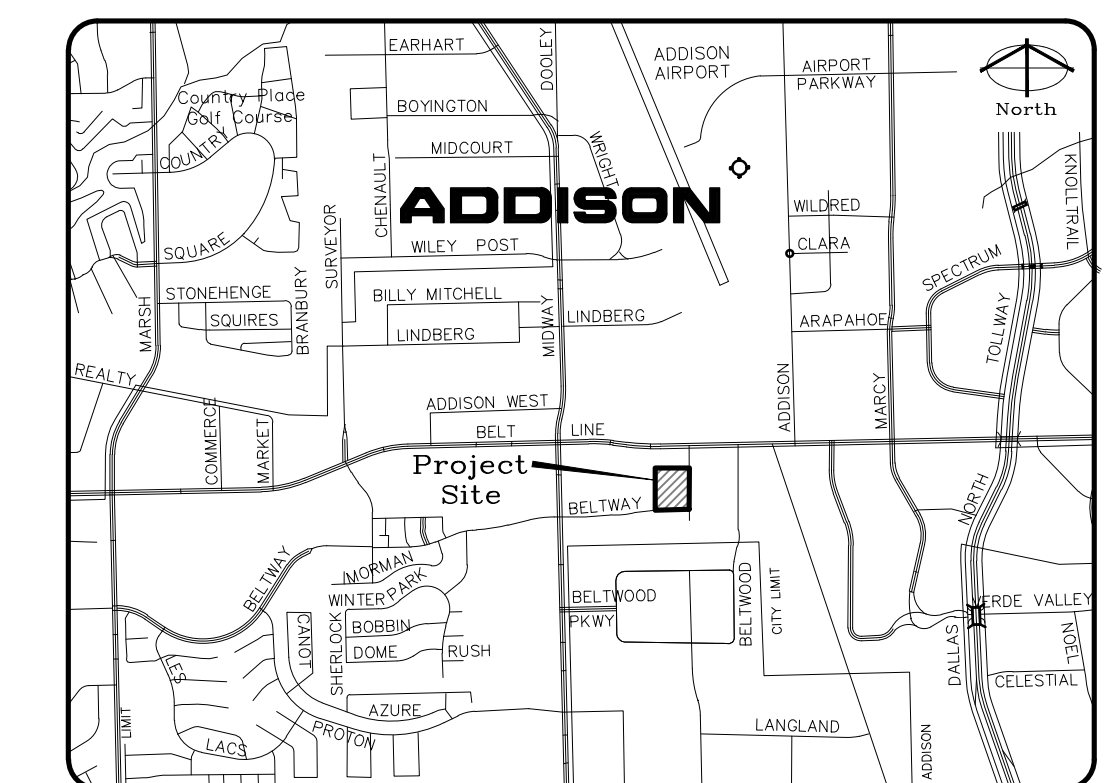 EARHART
DOOLEY
ADDISON
AIRPORT
AIRPORT
PARKWAY
North
Country Place
Golf Course
BOYINGTON
COUNTRY
MIDCOURT
WRIGHT
CHENAULT
KNOLL TRAIL
ADDISON
WILDRED
SURVEYOR
SQUARE
WILEY POST
CLARA
SPECTRUM
STONEHENGE
BRANBURY
BILLY MITCHELL
MARSH
SQUIRES
LINDBERG
MIDWAY
LINDBERG
ARAPAHOE
TOLLWAY
REALTY
ADDISON
MARCY
COMMERCE
MARKET
ADDISON WEST
BELT
LINE
Project
Site
BELTWAY
NORTH
BELTWAY
MORMAN
WINTER PARK
BELTWOOD
PKWY
BELTWOOD
CITY LIMIT
VERDE VALLEY
CANOT
SHERLOCK
BOBBIN
DOME
RUSH
LES
DALLAS
NOEL
CELESTIAL
AZURE
LIMIT
PROTON
LACS
LANGLAND
ADDISON